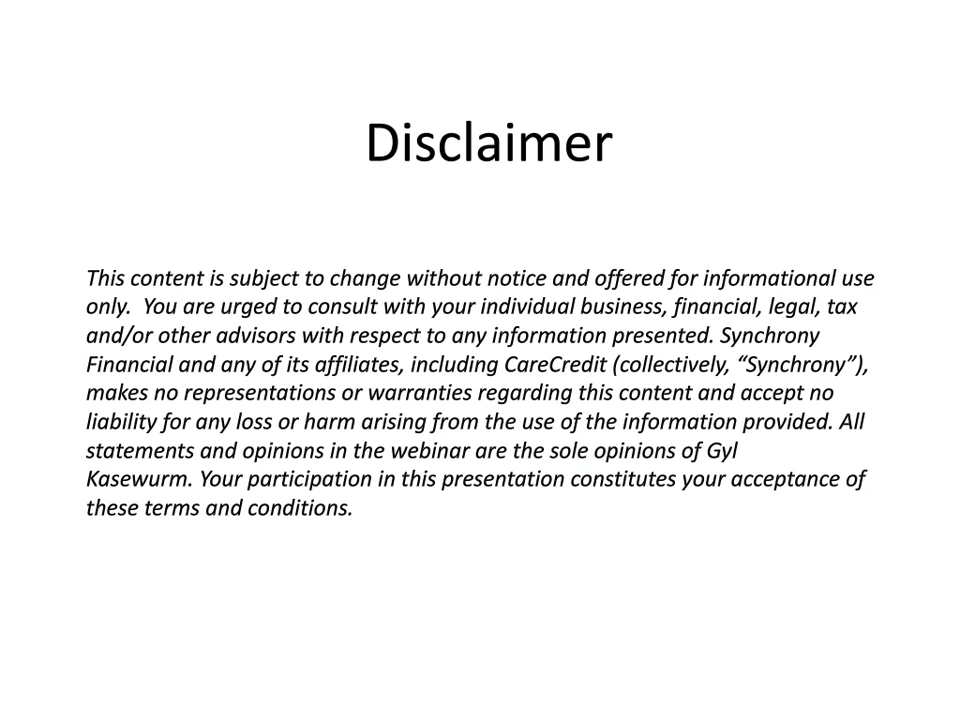 Disclaimer
This content is subject to change without notice and offered for informational use
only.  You are urged to consult with your individual business, financial, legal, tax
and/or other advisors with respect to any information presented. Synchrony
Financial and any of its affiliates, including CareCredit (collectively, “Synchrony”),
makes no representations or warranties regarding this content and accept no
liability for any loss or harm arising from the use of the information provided. All
statements and opinions in the webinar are the sole opinions of Gyl
Kasewurm. Your participation in this presentation constitutes your acceptance of
these terms and conditions.